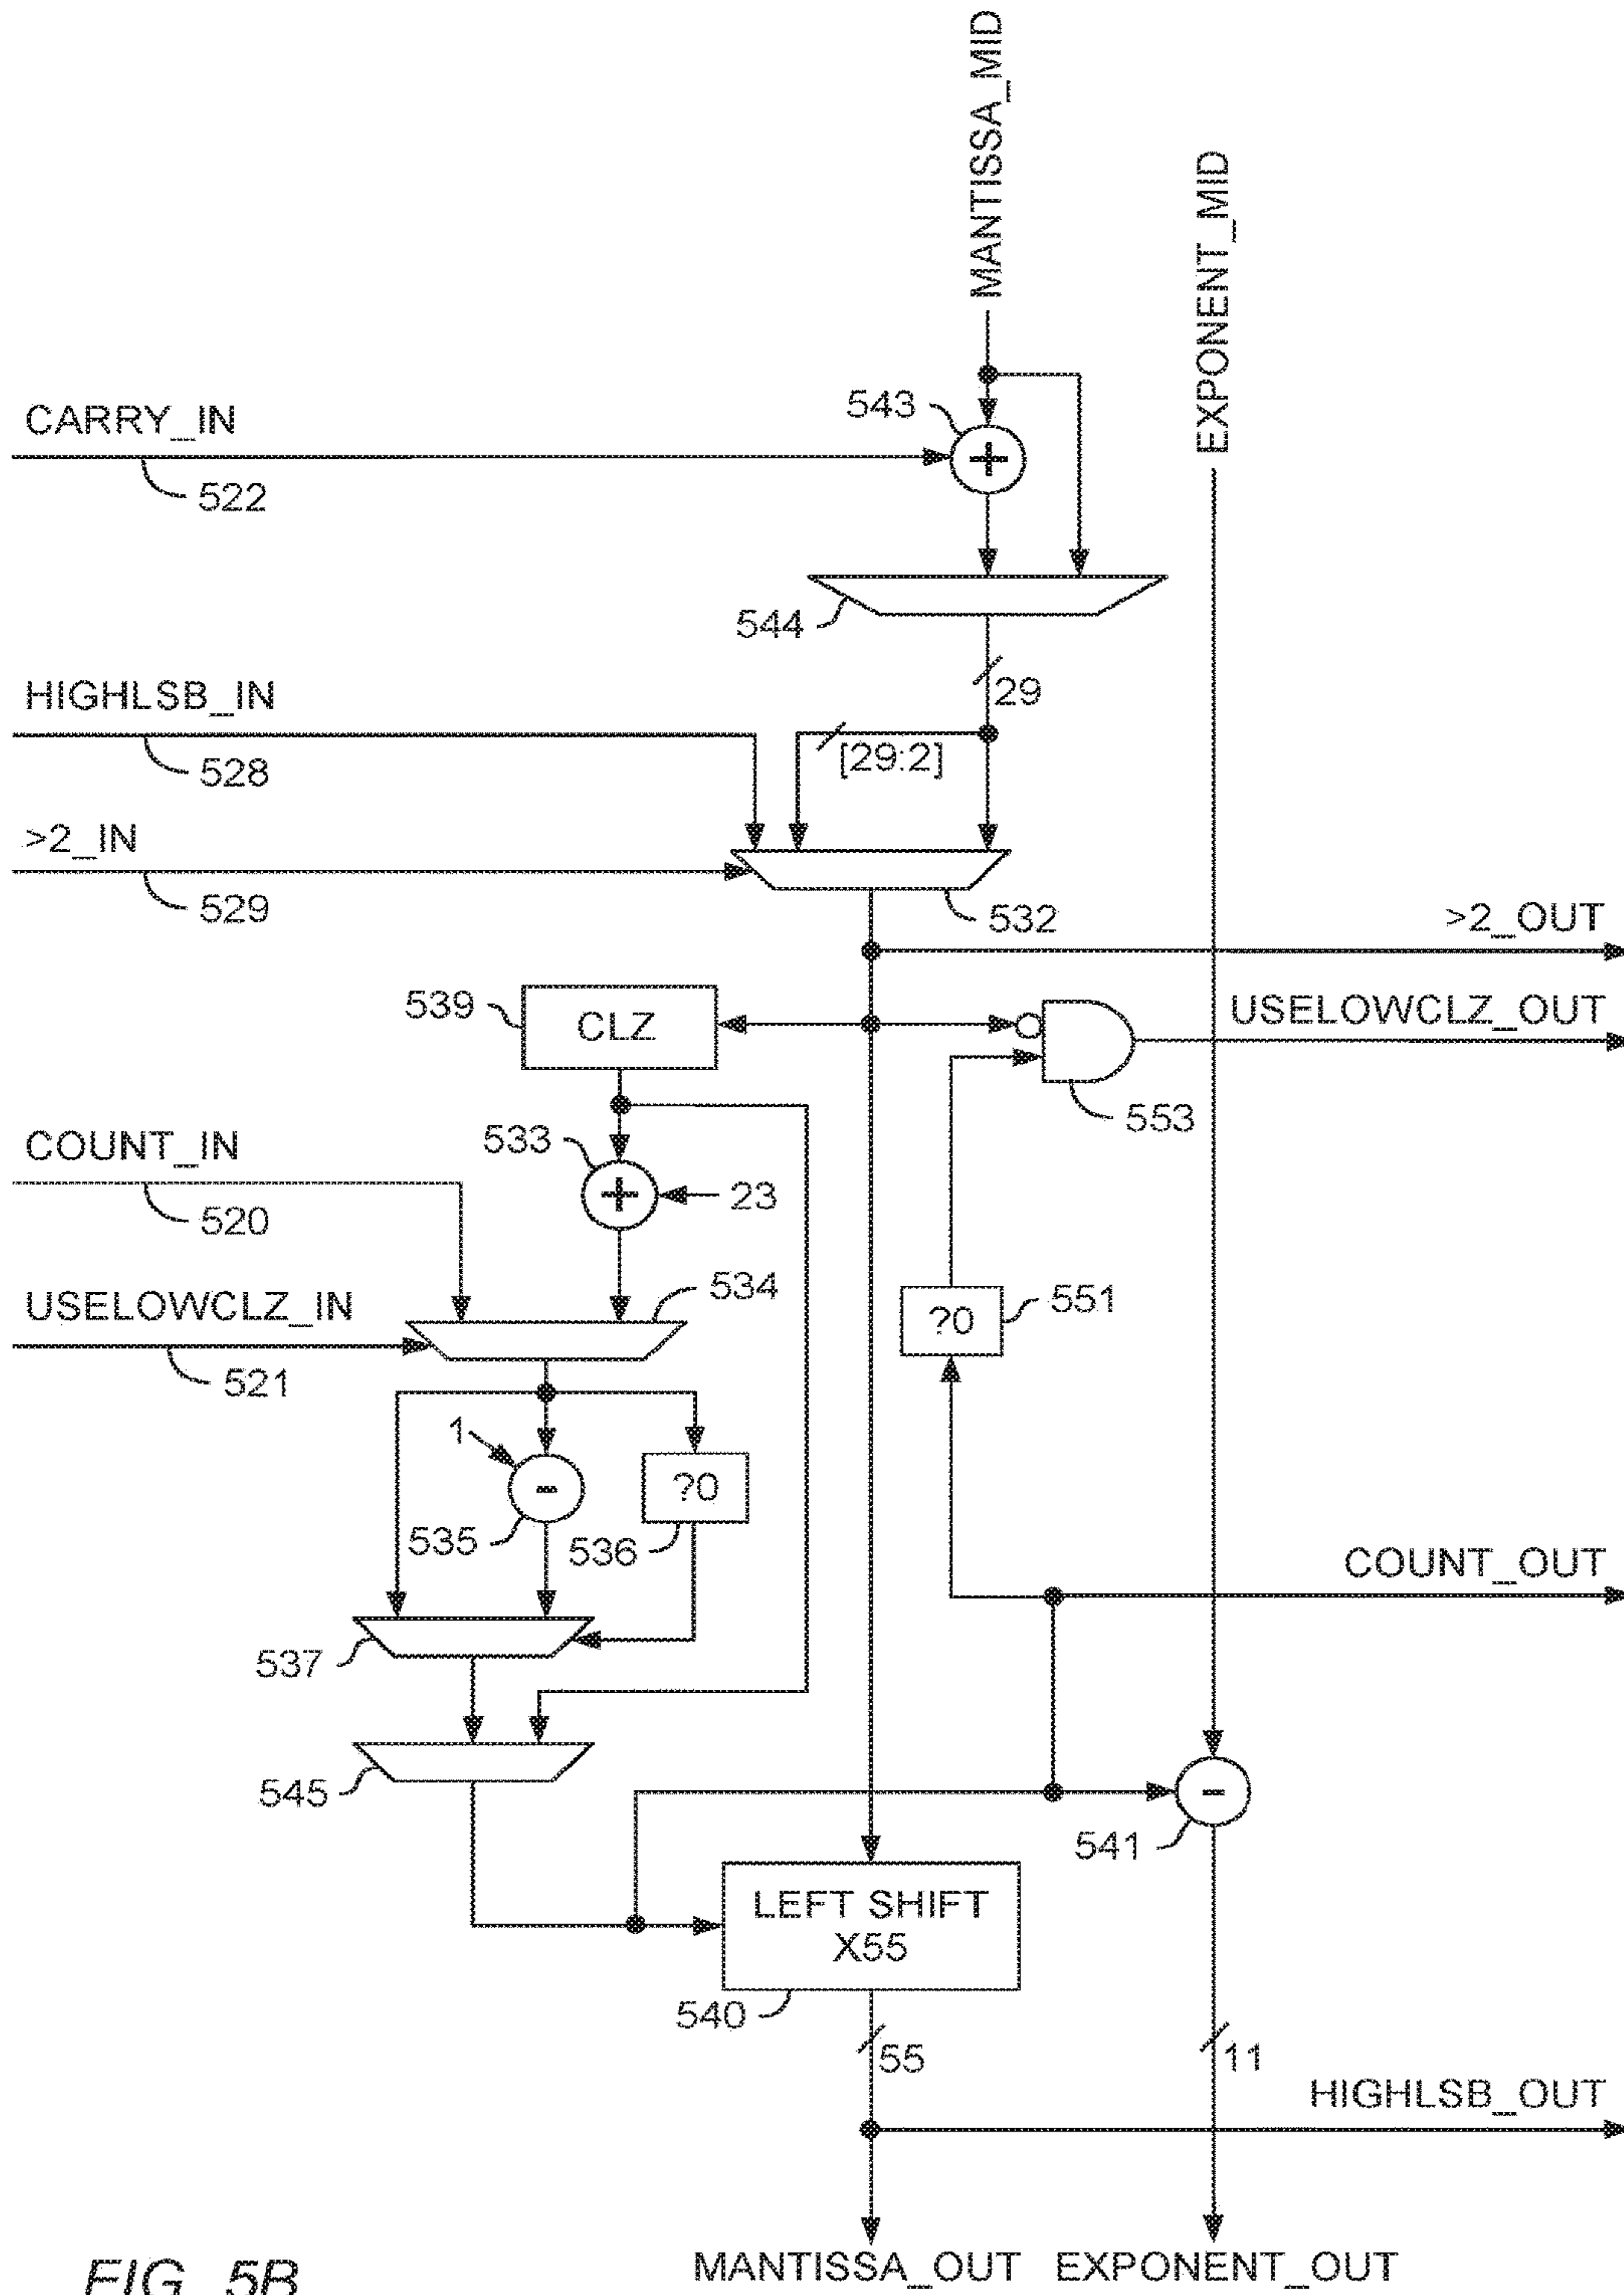 MANTISSA_MID
EXPONENT_MID
CARRY_IN
522
543
544
29
HIGHLSB_IN
528
[29:2]
>2_IN
529
532
>2_OUT
539
CLZ
USELOWCLZ_OUT
553
COUNT_IN
520
533
+
23
USELOWCLZ_IN
521
534
?0
551
1
-
535
?0
536
537
COUNT_OUT
545
-
541
LEFT SHIFT
X55
540
55
11
HIGHLSB_OUT
MANTISSA_OUT
EXPONENT_OUT
FIG. 5B